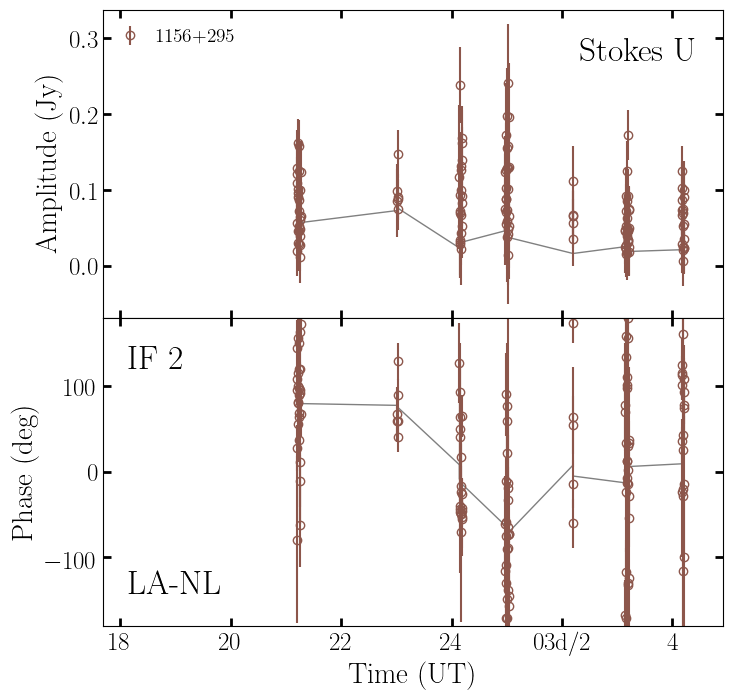 1156+295
Stokes U
Amplitude (Jy)
0.3
0.2
0.1
0.0
IF 2
LA-NL
Phase (deg)
100
0
−100
18 20 22 24 03d/2 4
Time (UT)